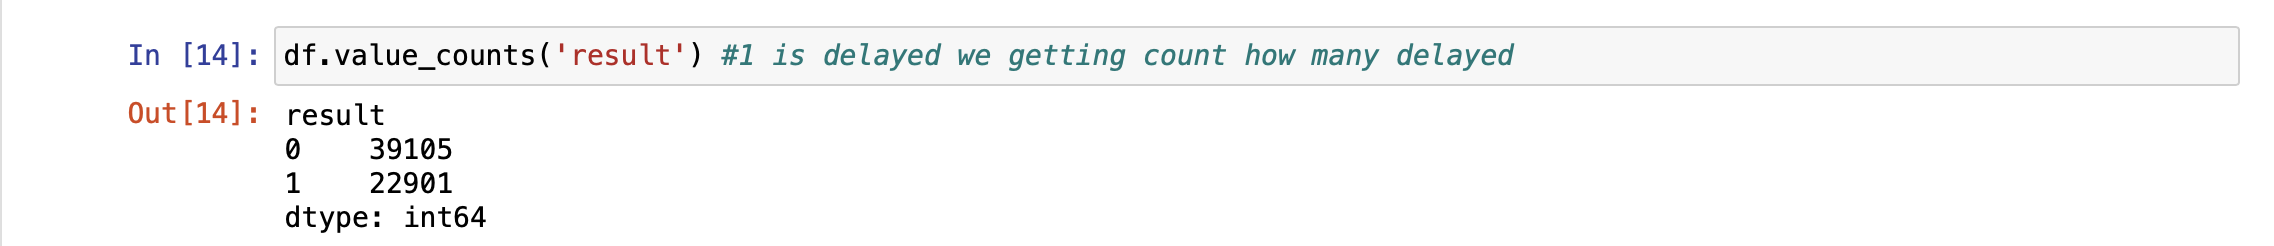 In [14]: df.value_counts('result') #1 is delayed we getting count how many delayed
Out[14]: result
0    39105
1    22901
dtype: int64